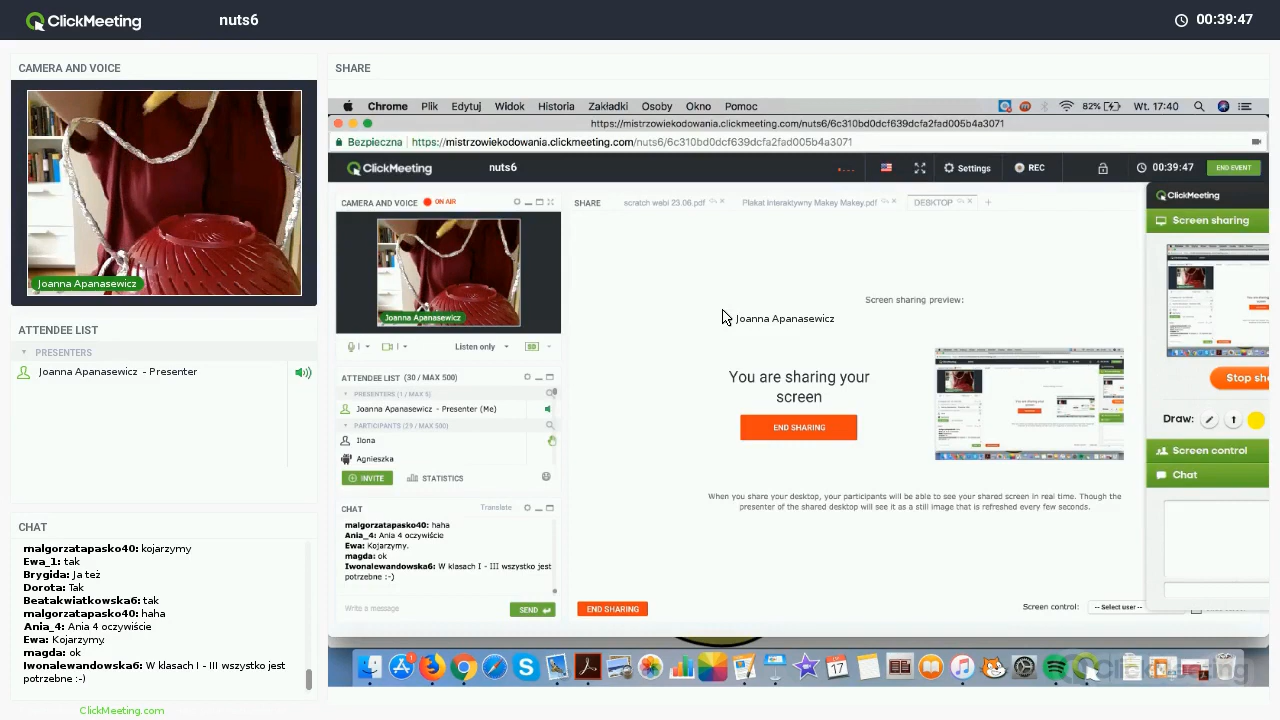 ClickMeeting
nuts6
00:39:47
CAMERA AND VOICE
Joanna Apanasewicz
ATTENDEE LIST
PRESENTERS
Joanna Apanasewicz - Presenter
CHAT
malgorzatapasko40: kojarzymy
Ewa_1: tak
Brygida: Ja też
Dorota: Tak
Beatakwiatkowska6: tak
malgorzatapasko40: haha
Ania_4: Ania 4 oczywiście
Ewa: Kojarzymy.
magda: ok
Iwonalewandowska6: W klasach I - III wszystko jest
potrzebne :-)
ClickMeeting.com
SHARE
Chrome Plik Edytuj Widok Historia Zakładki Osoby Okno Pomoc
82% Wt. 17:40
https://mistrzowiekodowania.clickmeeting.com/nuts6/6c310bd0dcf639dcfa2fad005b4a3071
Bezpieczna https://mistrzowiekodowania.clickmeeting.com/nuts6/6c310bd0dcf639dcfa2fad005b4a3071
ClickMeeting
nuts6
Settings
REC
00:39:47
END EVENT
CAMERA AND VOICE ON AIR
Joanna Apanasewicz
Listen only
ATTENDEE LIST (30 / MAX 500)
PRESENTERS (1 / MAX 5)
Joanna Apanasewicz - Presenter (Me)
PARTICIPANTS (29 / MAX 500)
Ilona
Agnieszka
INVITE
STATISTICS
CHAT
Translate
malgorzatapasko40: haha
Ania_4: Ania 4 oczywiście
Ewa: Kojarzymy.
magda: ok
Iwonalewandowska6: W klasach I - III wszystko jest
potrzebne :-)
Write a message
SEND
SHARE
scratch webi 23.06.pdf
Plakat interaktywny Makey Makey.pdf
DESKTOP
Screen sharing preview:
Joanna Apanasewicz
You are sharing your
screen
END SHARING
When you share your desktop, your participants will be able to see your shared screen in real time. Though the
presenter of the shared desktop will see it as a still image that is refreshed every few seconds.
END SHARING
Screen control:
-- Select user --
ClickMeeting
Screen sharing
Stop sh
Draw:
Screen control
Chat
1
17
ClickMeeting